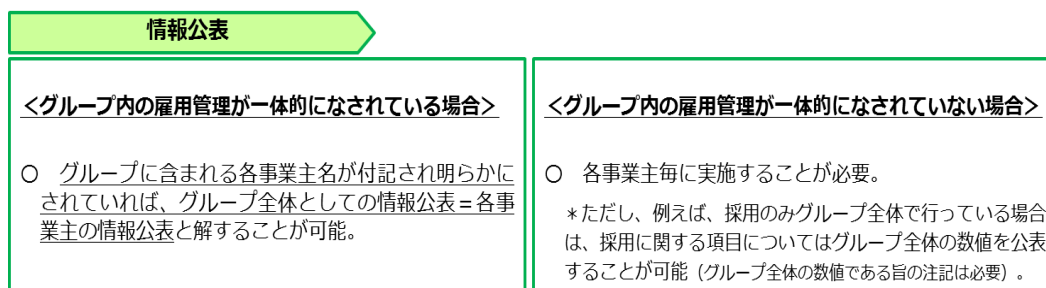 情報公表
<グループ内の雇用管理が一体的になされている場合>
○　グループに含まれる各事業主名が付記され明らかに
されていれば、グループ全体としての情報公表=各事
業主の情報公表と解することが可能。
<グループ内の雇用管理が一体的になされていない場合>
○　各事業主毎に実施することが必要。
*ただし、例えば、採用のみグループ全体で行っている場合
は、採用に関する項目についてはグループ全体の数値を公表
することが可能（グループ全体の数値である旨の注記は必要）。